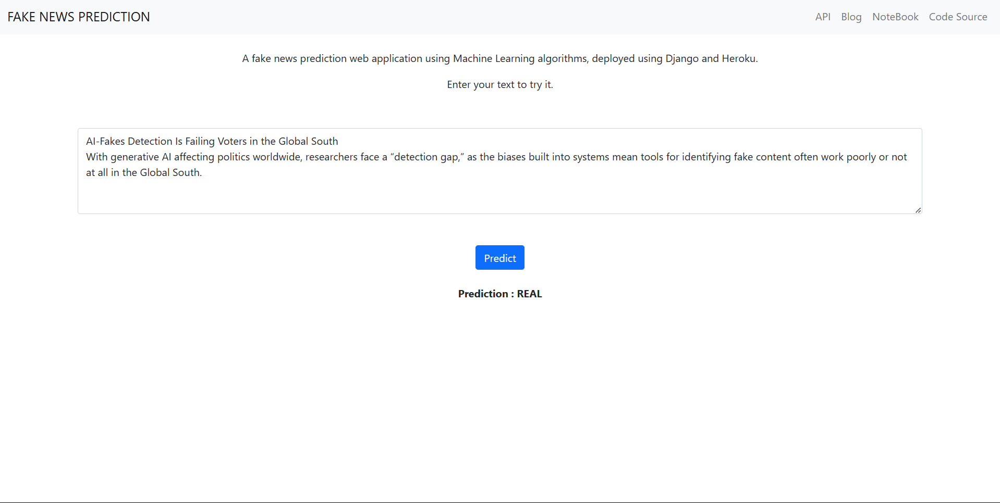 FAKE NEWS PREDICTION
API Blog NoteBook Code Source
A fake news prediction web application using Machine Learning algorithms, deployed using Django and Heroku.
Enter your text to try it.
AI-Fakes Detection Is Failing Voters in the Global South
With generative AI affecting politics worldwide, researchers face a “detection gap,” as the biases built into systems mean tools for identifying fake content often work poorly or not
at all in the Global South.
Predict
Prediction : REAL